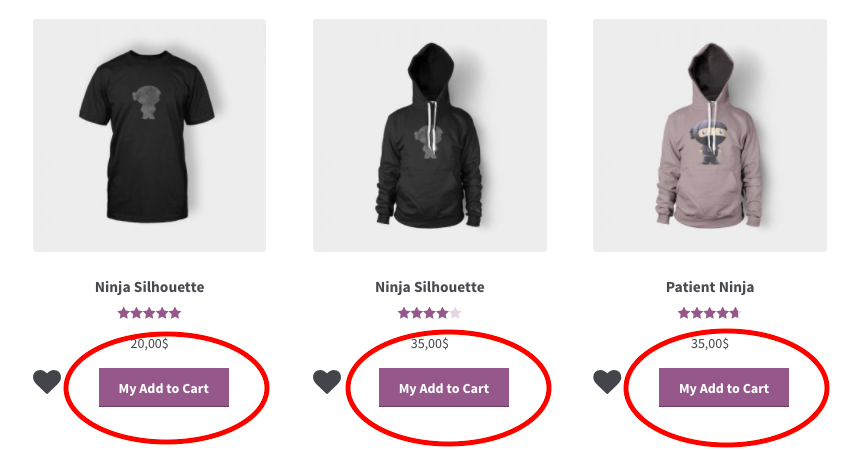 Ninja Silhouette
20,00$
My Add to Cart
Ninja Silhouette
35,00$
My Add to Cart
Patient Ninja
35,00$
My Add to Cart